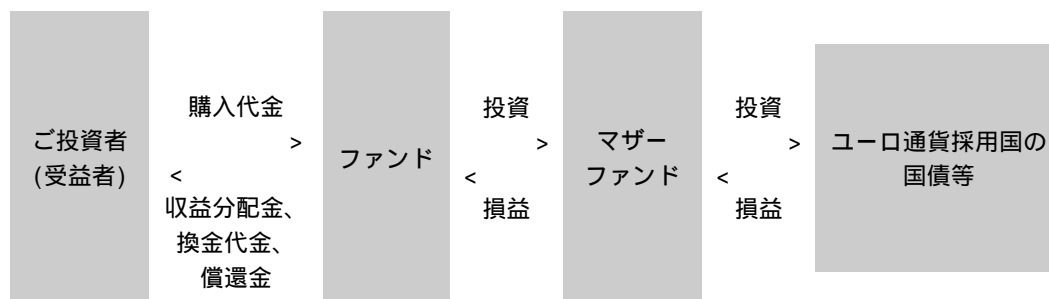 ご投資者
(受益者)
購入代金
>
<
収益分配金、
換金代金、
償還金
ファンド
投資
>
<
損益
マザー
ファンド
投資
>
<
損益
ユーロ通貨採用国の
国債等